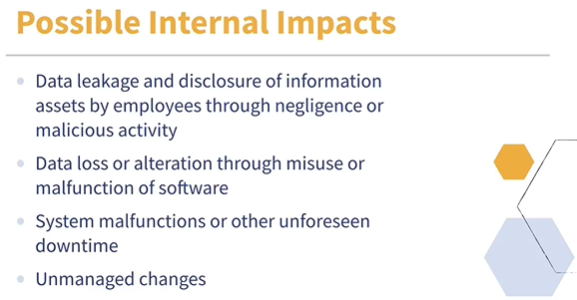 Possible Internal Impacts
Data leakage and disclosure of information
assets by employees through negligence or
malicious activity
Data loss or alteration through misuse or
malfunction of software
System malfunctions or other unforeseen
downtime
Unmanaged changes